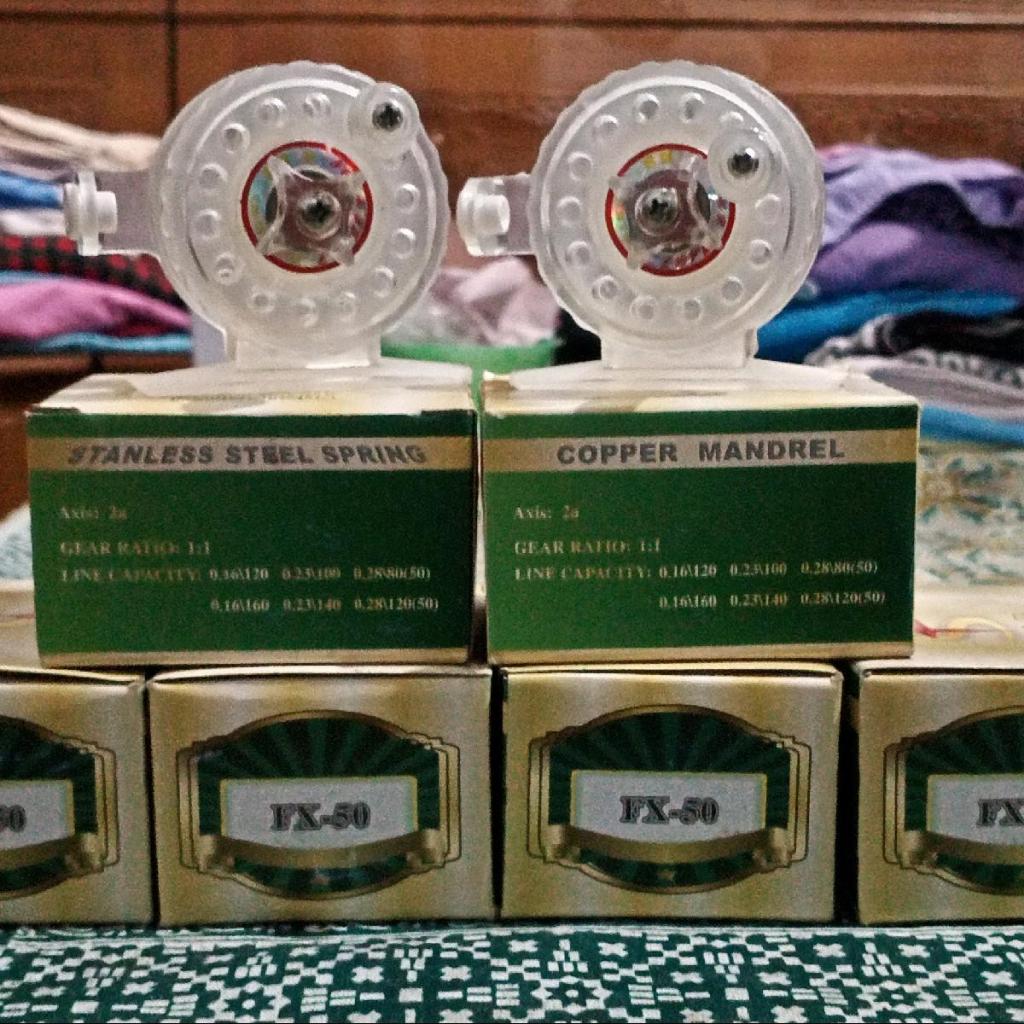 STANLESS STEEL SPRING
Axis: 2a
GEAR RATIO: 1:1
LINE CAPACITY: 0.16\120 0.23\100 0.28\80(50)
0.16\160 0.23\140 0.28\120(50)
COPPER MANDREL
Axis: 2a
GEAR RATIO: 1:1
LINE CAPACITY: 0.16\120 0.23\100 0.28\80(50)
0.16\160 0.23\140 0.28\120(50)
50
FX-50
FX-50
FX